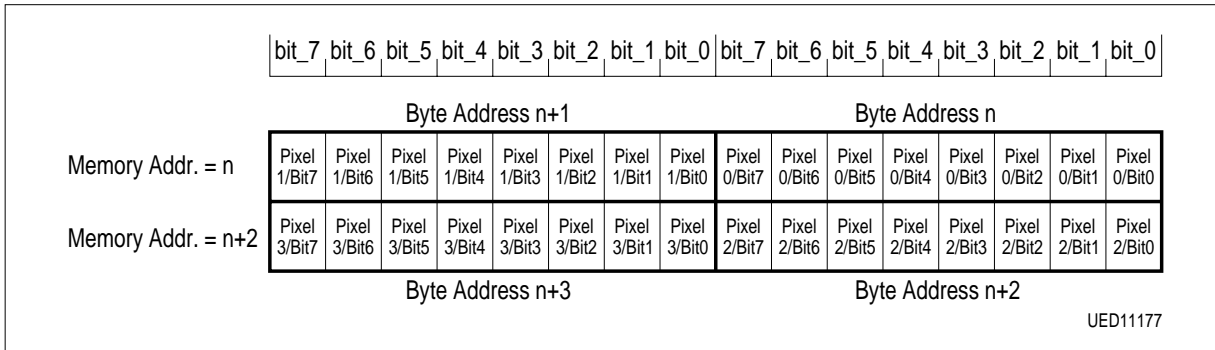 bit_7 bit_6 bit_5 bit_4 bit_3 bit_2 bit_1 bit_0 bit_7 bit_6 bit_5 bit_4 bit_3 bit_2 bit_1 bit_0
Byte Address n+1 Byte Address n
Memory Addr. = n
Pixel Pixel Pixel Pixel Pixel Pixel Pixel Pixel Pixel Pixel Pixel Pixel Pixel Pixel Pixel Pixel
1/Bit7 1/Bit6 1/Bit5 1/Bit4 1/Bit3 1/Bit2 1/Bit1 1/Bit0 0/Bit7 0/Bit6 0/Bit5 0/Bit4 0/Bit3 0/Bit2 0/Bit1 0/Bit0
Memory Addr. = n+2
Pixel Pixel Pixel Pixel Pixel Pixel Pixel Pixel Pixel Pixel Pixel Pixel Pixel Pixel Pixel Pixel
3/Bit7 3/Bit6 3/Bit5 3/Bit4 3/Bit3 3/Bit2 3/Bit1 3/Bit0 2/Bit7 2/Bit6 2/Bit5 2/Bit4 2/Bit3 2/Bit2 2/Bit1 2/Bit0
Byte Address n+3 Byte Address n+2
UED11177